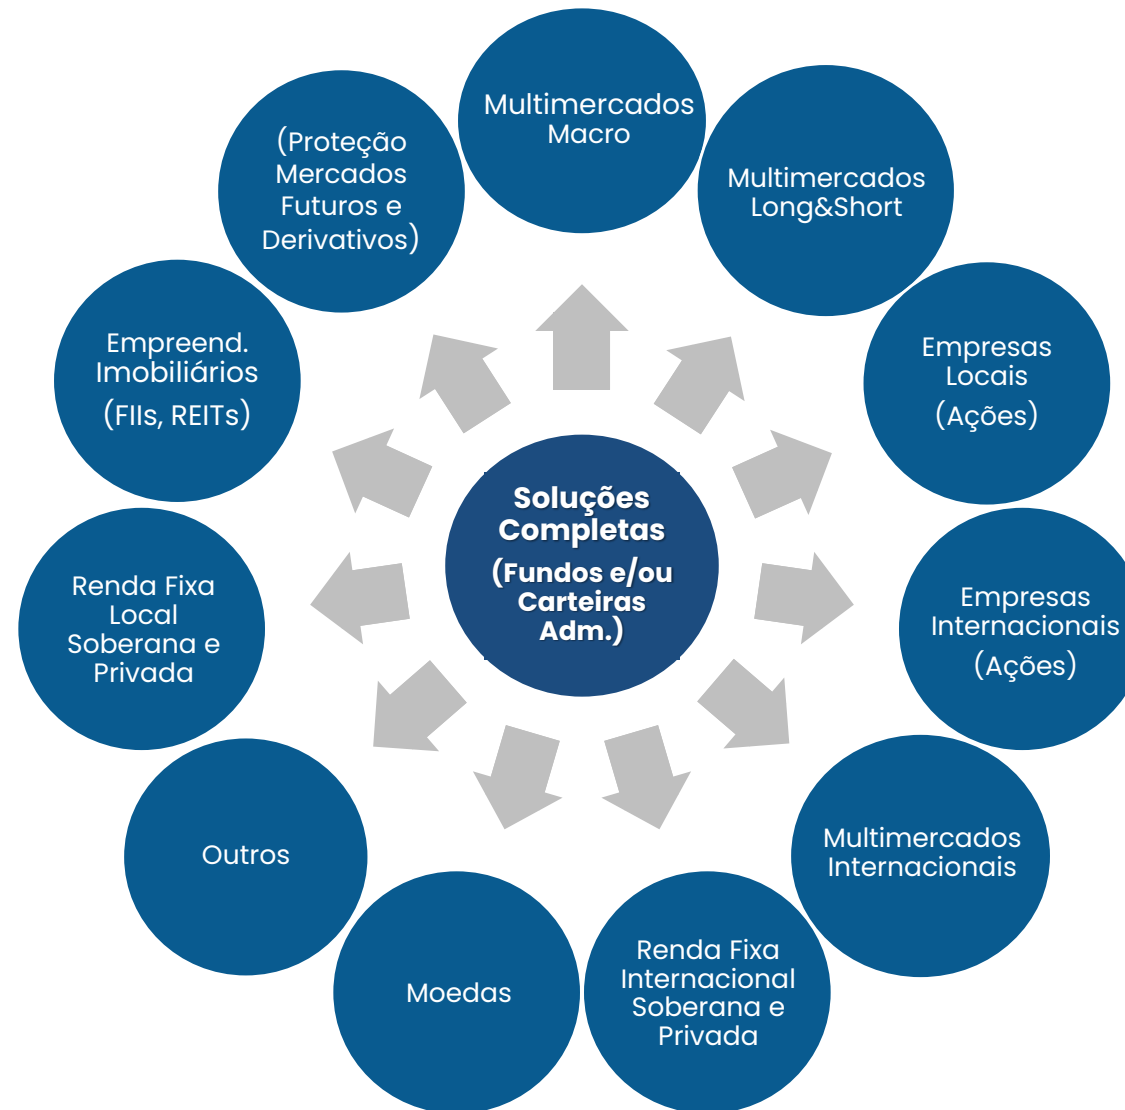 Multimercados
Macro
Multimercados
Long&Short
Empresas
Locais
(Ações)
Empresas
Internacionais
(Ações)
Multimercados
Internacionais
Renda Fixa
Internacional
Soberana e
Privada
Moedas
Outros
Renda Fixa
Local
Soberana e
Privada
Empreend.
Imobiliários
(FIIs, REITs)
(Proteção
Mercados
Futuros e
Derivativos)
Soluções
Completas
(Fundos e/ou
Carteiras
Adm.)